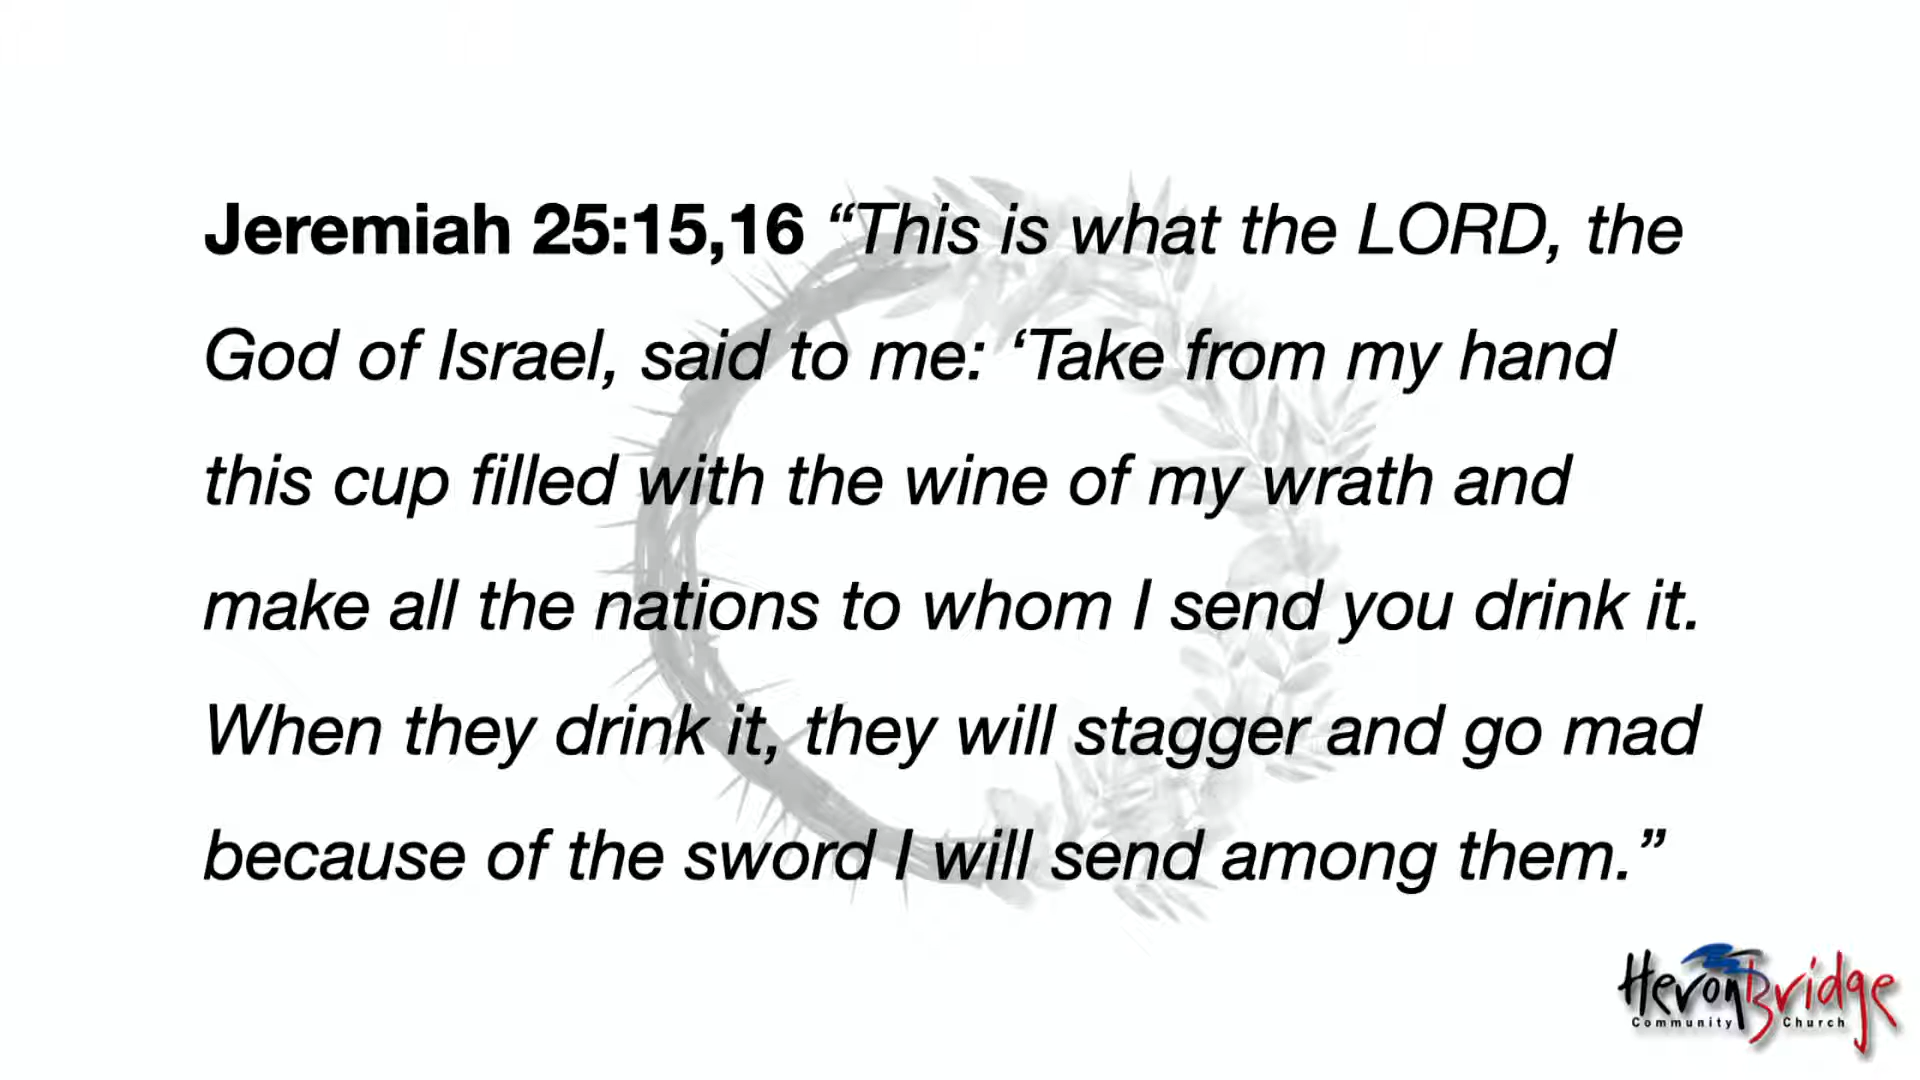 Jeremiah 25:15,16 “This is what the LORD, the
God of Israel, said to me: ‘Take from my hand
this cup filled with the wine of my wrath and
make all the nations to whom I send you drink it.
When they drink it, they will stagger and go mad
because of the sword I will send among them.”
HeronBridge
Community Church